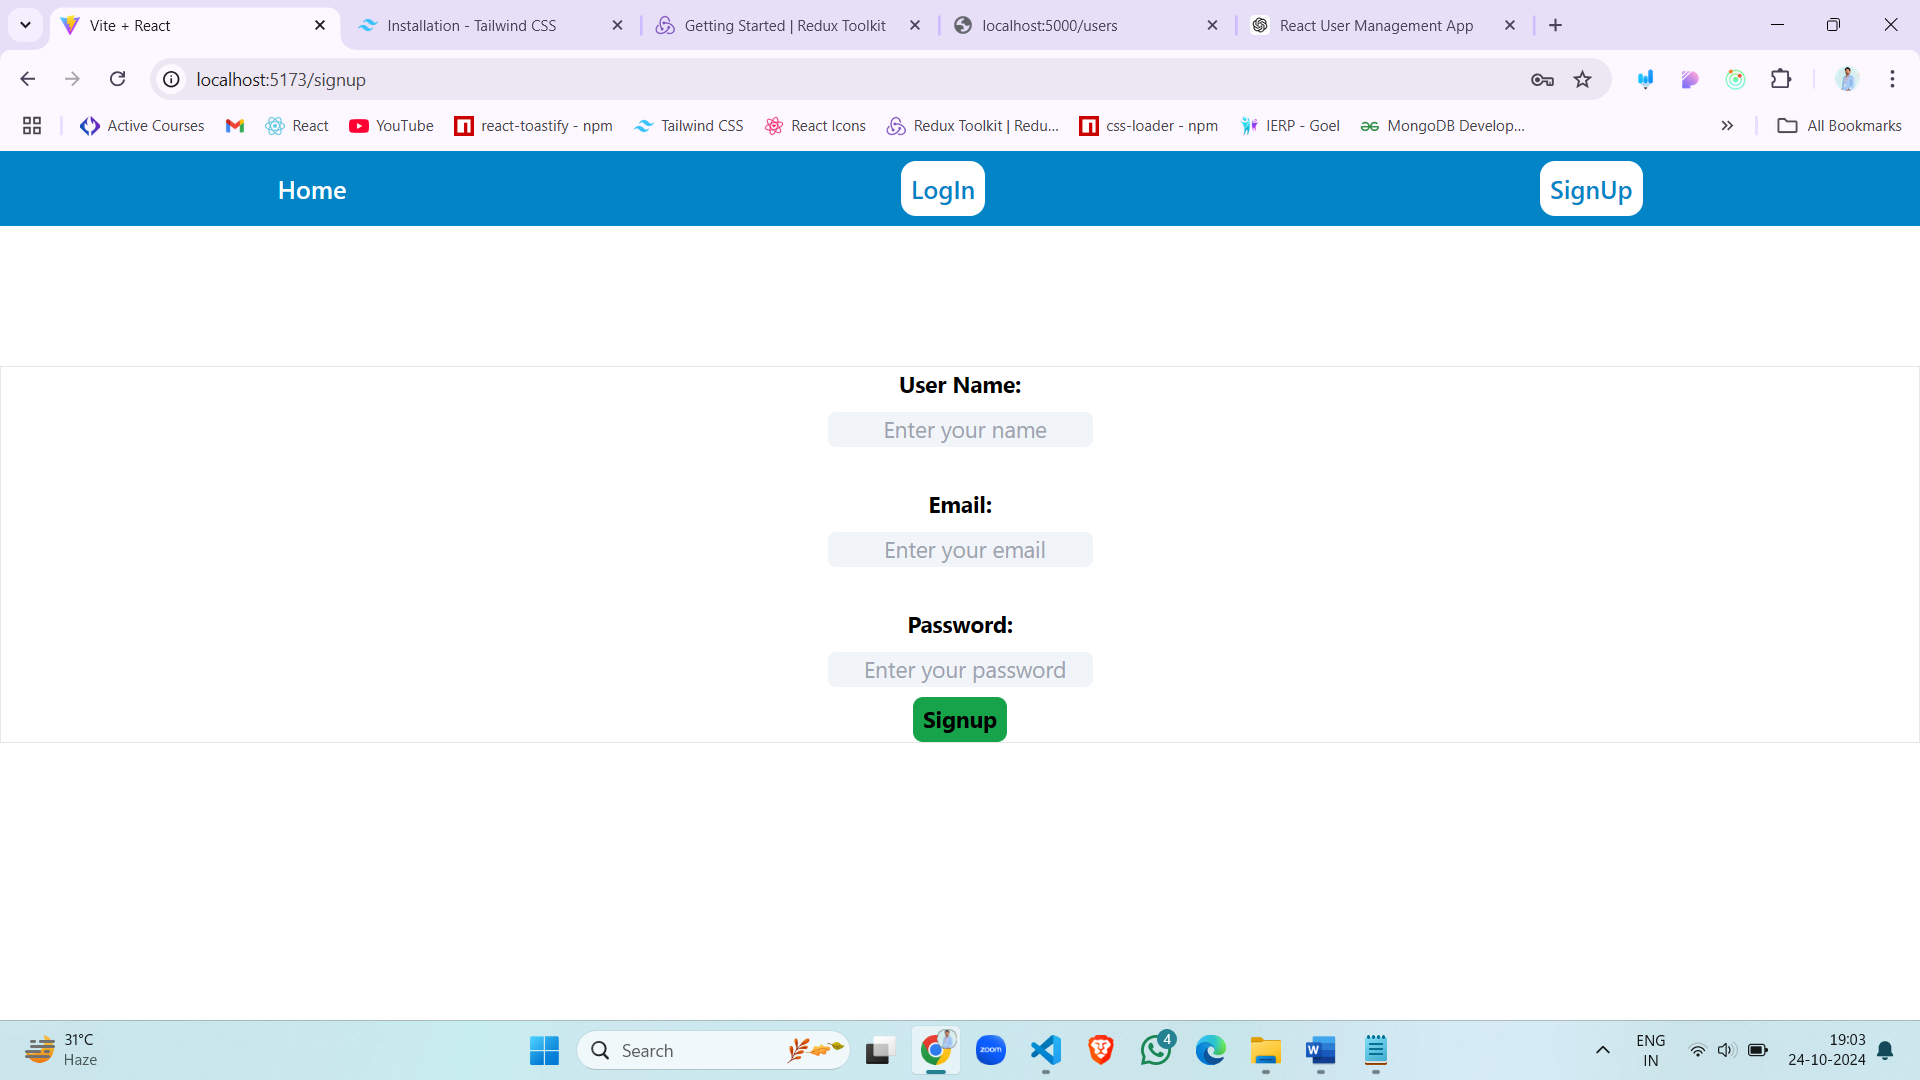 Vite + React
Installation - Tailwind CSS
Getting Started | Redux Toolkit
localhost:5000/users
React User Management App
localhost:5173/signup
Active Courses
React
YouTube
react-toastify - npm
Tailwind CSS
React Icons
Redux Toolkit | Redu...
css-loader - npm
IERP - Goel
MongoDB Develop...
All Bookmarks
Home
LogIn
SignUp
User Name:
Enter your name
Email:
Enter your email
Password:
Enter your password
Signup
31°C
Haze
Search
zoom
4
W
ENG
IN
19:03
24-10-2024